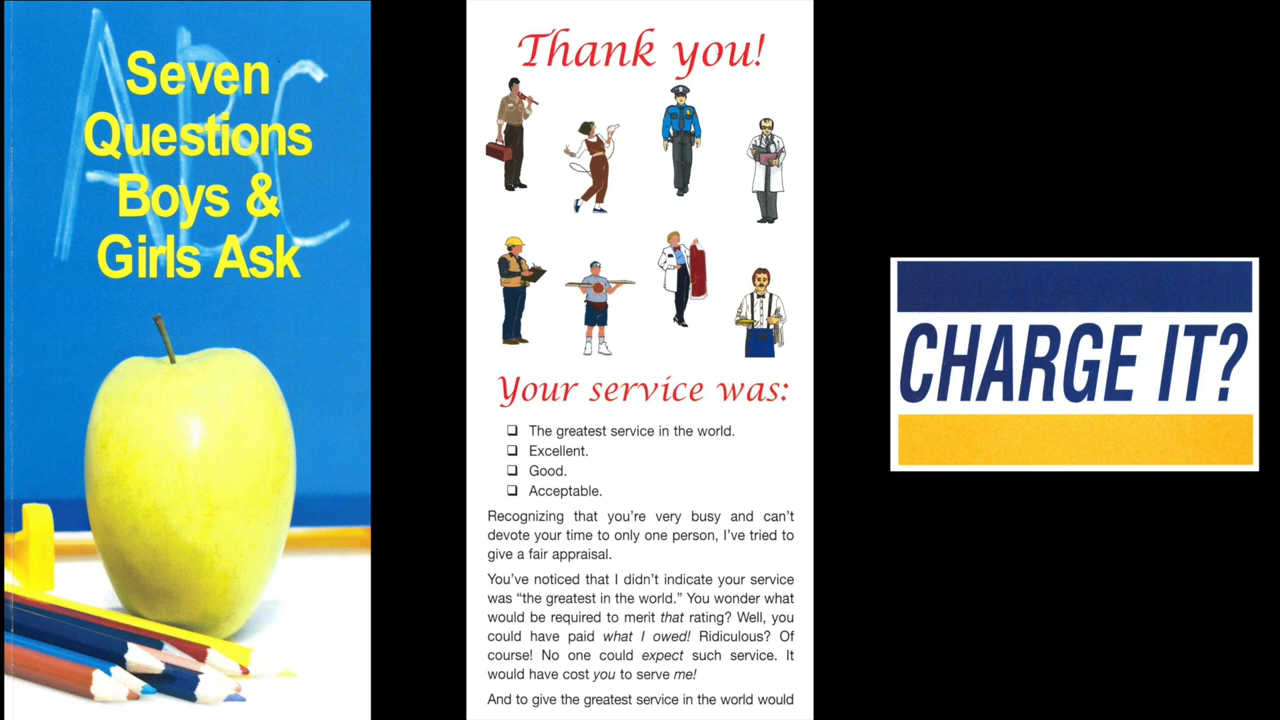 ABC
Seven
Questions
Boys &
Girls Ask
Thank you!
Your service was:
❑ The greatest service in the world.
❑ Excellent.
❑ Good.
❑ Acceptable.
Recognizing that you’re very busy and can’t
devote your time to only one person, I’ve tried to
give a fair appraisal.
You’ve noticed that I didn’t indicate your service
was “the greatest in the world.” You wonder what
would be required to merit that rating? Well, you
could have paid what I owed! Ridiculous? Of
course! No one could expect such service. It
would have cost you to serve me!
And to give the greatest service in the world would
CHARGE IT?